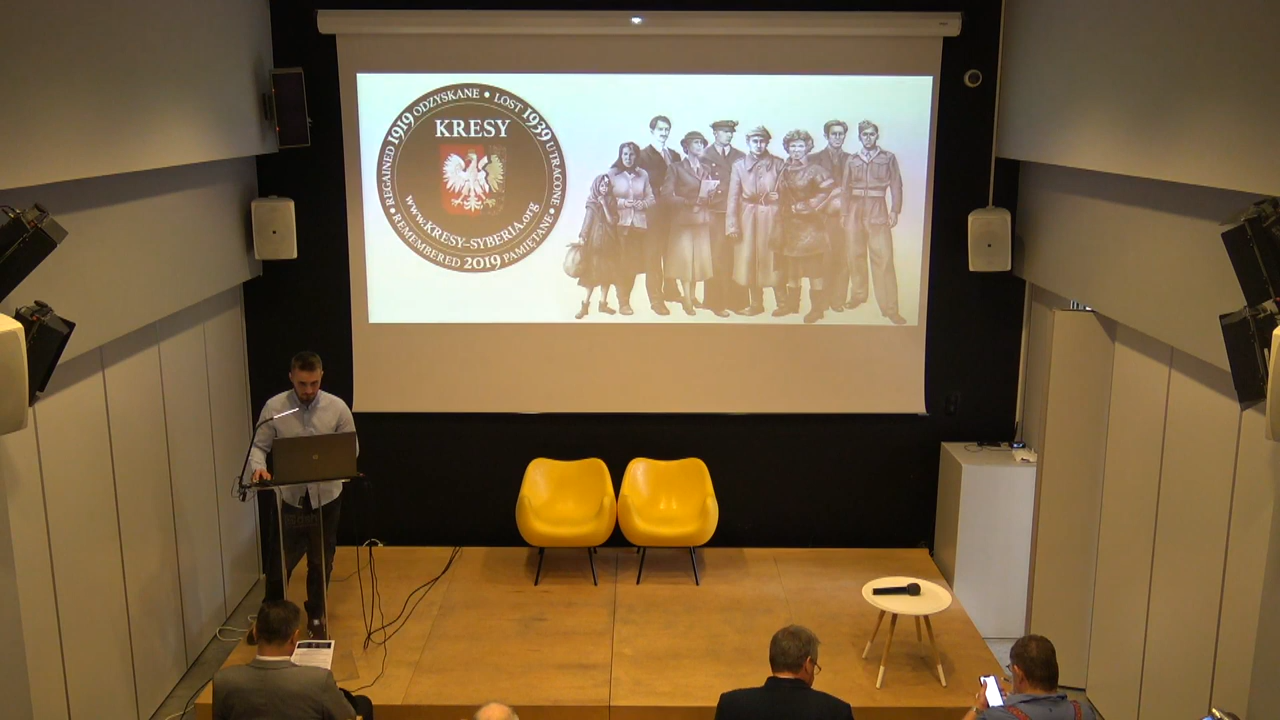 REGAINED 1919 ODZYSKANE • LOST 1939 UTRACONE
KRESY
www.KRESY-SYBERIA.org
REMEMBERED 2019 PAMIĘTANE